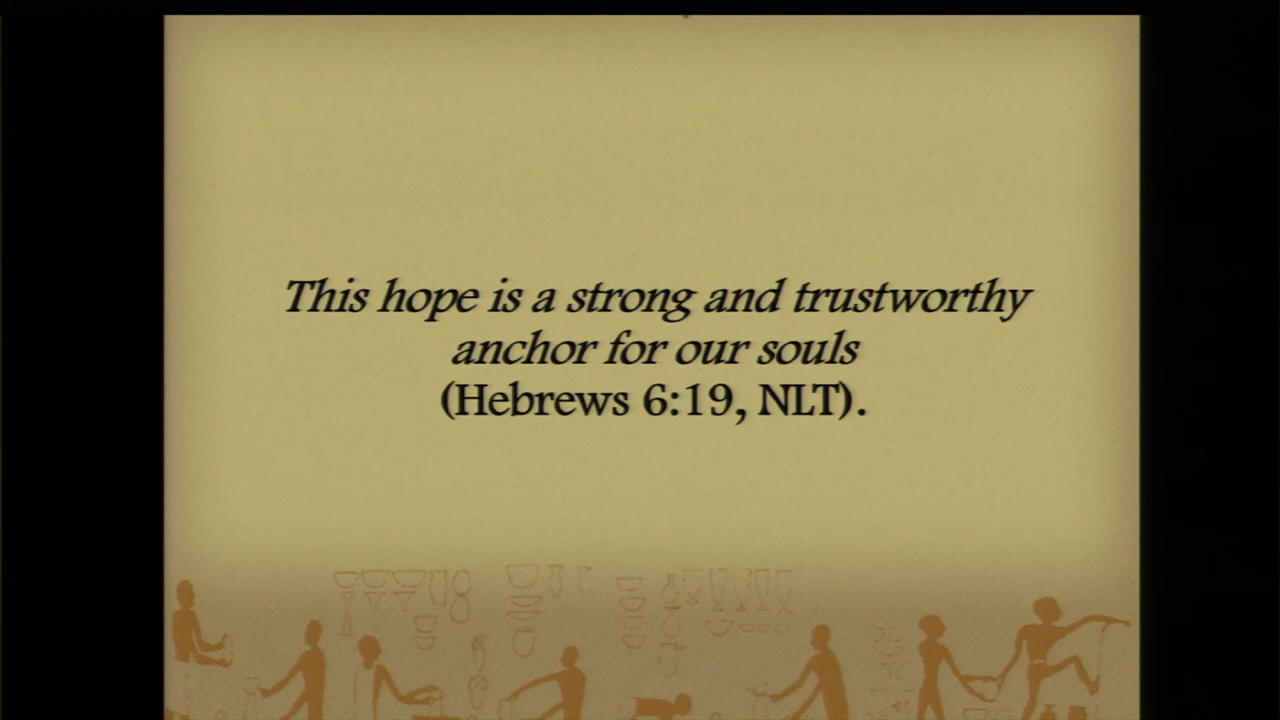 This hope is a strong and trustworthy
anchor for our souls
(Hebrews 6:19, NLT).